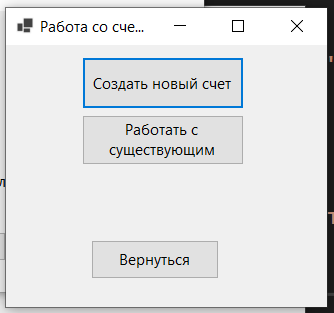 Работа со сче...
Создать новый счет
Работать с
существующим
Вернуться